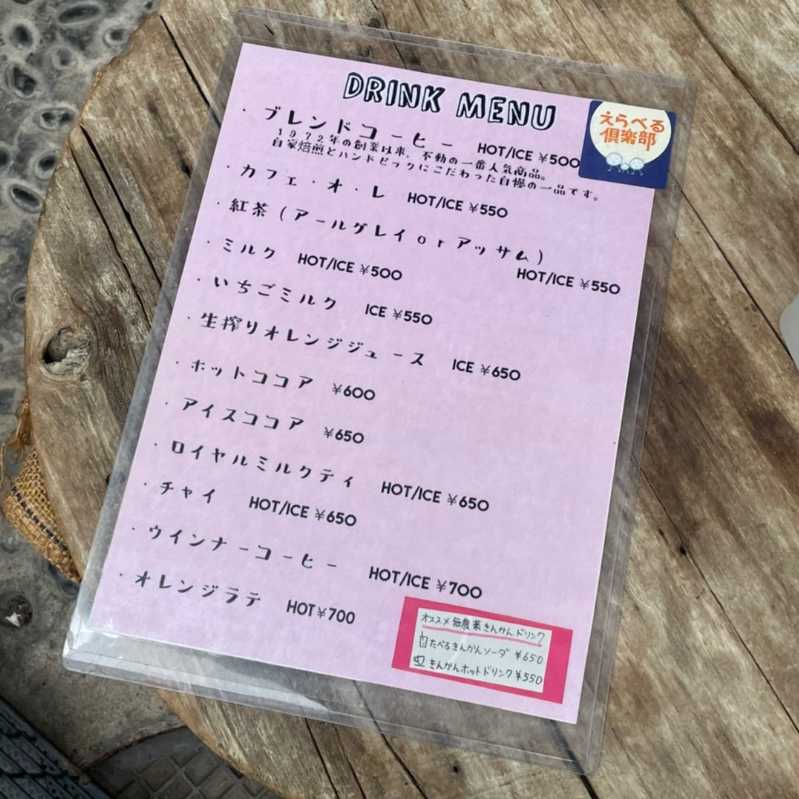 DRINK MENU
えらべる
倶楽部
・ブレンドコーヒー HOT/ICE ¥500
1972年の創業以来、不動の一番人気商品。
自家焙煎とハンドピックにこだわった自慢の一品です。
・カフェ・オ・レ HOT/ICE ¥550
・紅茶(アールグレイorアッサム)
HOT/ICE ¥550
・ミルク HOT/ICE ¥500
・いちごミルク ICE ¥550
・生搾りオレンジジュース ICE ¥650
・ホットココア ¥600
・アイスココア ¥650
・ロイヤルミルクティ HOT/ICE ¥650
・チャイ HOT/ICE ¥650
・ウインナーコーヒー HOT/ICE ¥700
・オレンジラテ HOT¥700
オススメ 無農薬きんかんドリンク
たべるきんかんソーダ ¥650
きんかんホットドリンク ¥550